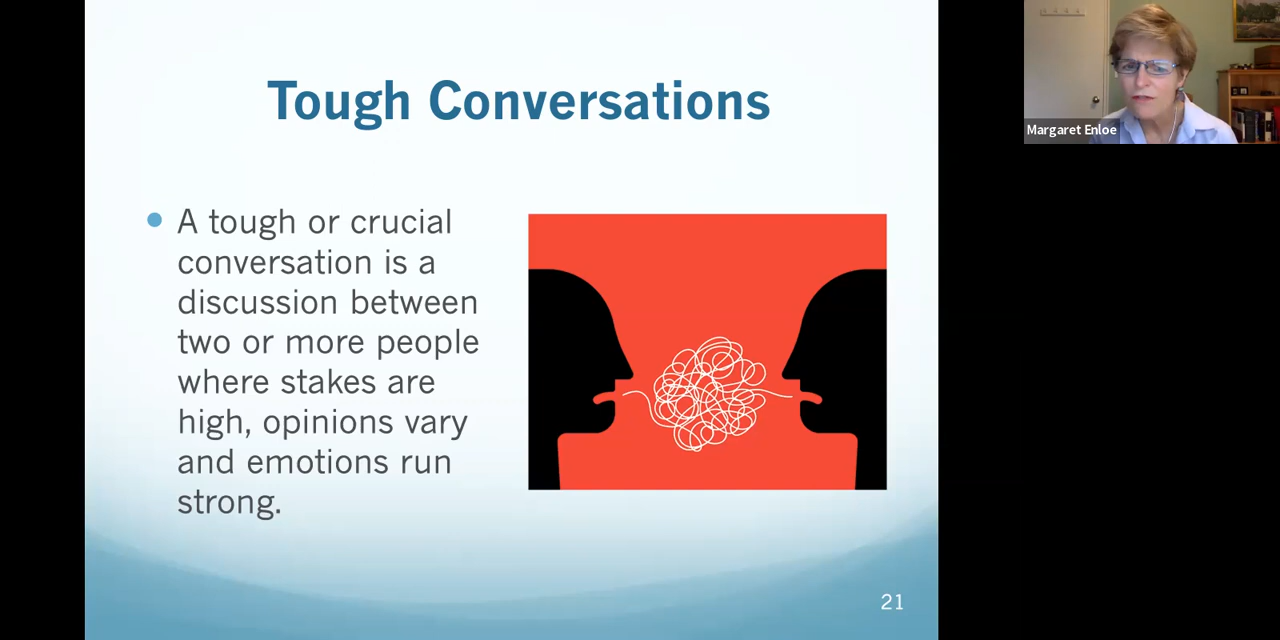 Tough Conversations
A tough or crucial
conversation is a
discussion between
two or more people
where stakes are
high, opinions vary
and emotions run
strong.
21
Margaret Enloe